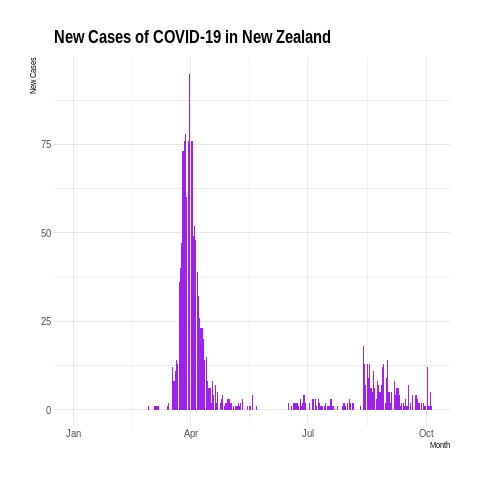 New Cases of COVID-19 in New Zealand
New Cases
75
50
25
0
Jan Apr Jul Oct
Month